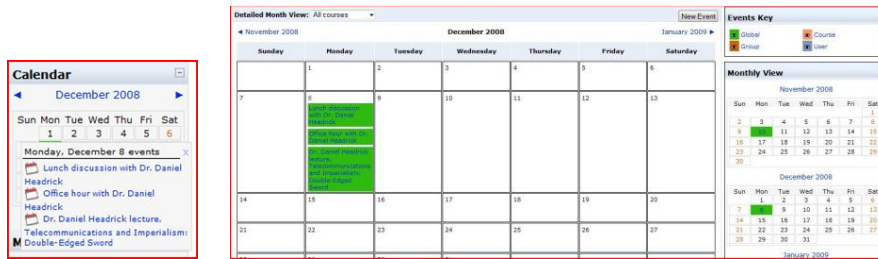 Calendar
December 2008
Sun Mon Tue Wed Thu Fri Sat
1 2 3 4 5 6
Monday, December 8 events X
Lunch discussion with Dr. Daniel
Headrick
Office hour with Dr. Daniel
Headrick
Dr. Daniel Headrick lecture,
Telecommunications and Imperialism:
Double-Edged Sword
Detailed Month View: All courses
New Event
November 2008
December 2008
January 2009
Sunday Monday Tuesday Wednesday Thursday Friday Saturday
1 2 3 4 5 6
7 8 9 10 11 12 13
Lunch discussion
with Dr. Daniel
Headrick
Office hour with Dr.
Daniel Headrick
Dr. Daniel Headrick
lecture,
Telecommunications
and Imperialism:
Double-Edged
Sword
14 15 16 17 18 19 20
21 22 23 24 25 26 27
Events Key
Global Course
Group User
Monthly View
November 2008
Sun Mon Tue Wed Thu Fri Sat
1
2 3 4 5 6 7 8
9 10 11 12 13 14 15
16 17 18 19 20 21 22
23 24 25 26 27 28 29
30
December 2008
Sun Mon Tue Wed Thu Fri Sat
1 2 3 4 5 6
7 8 9 10 11 12 13
14 15 16 17 18 19 20
21 22 23 24 25 26 27
28 29 30 31
January 2009